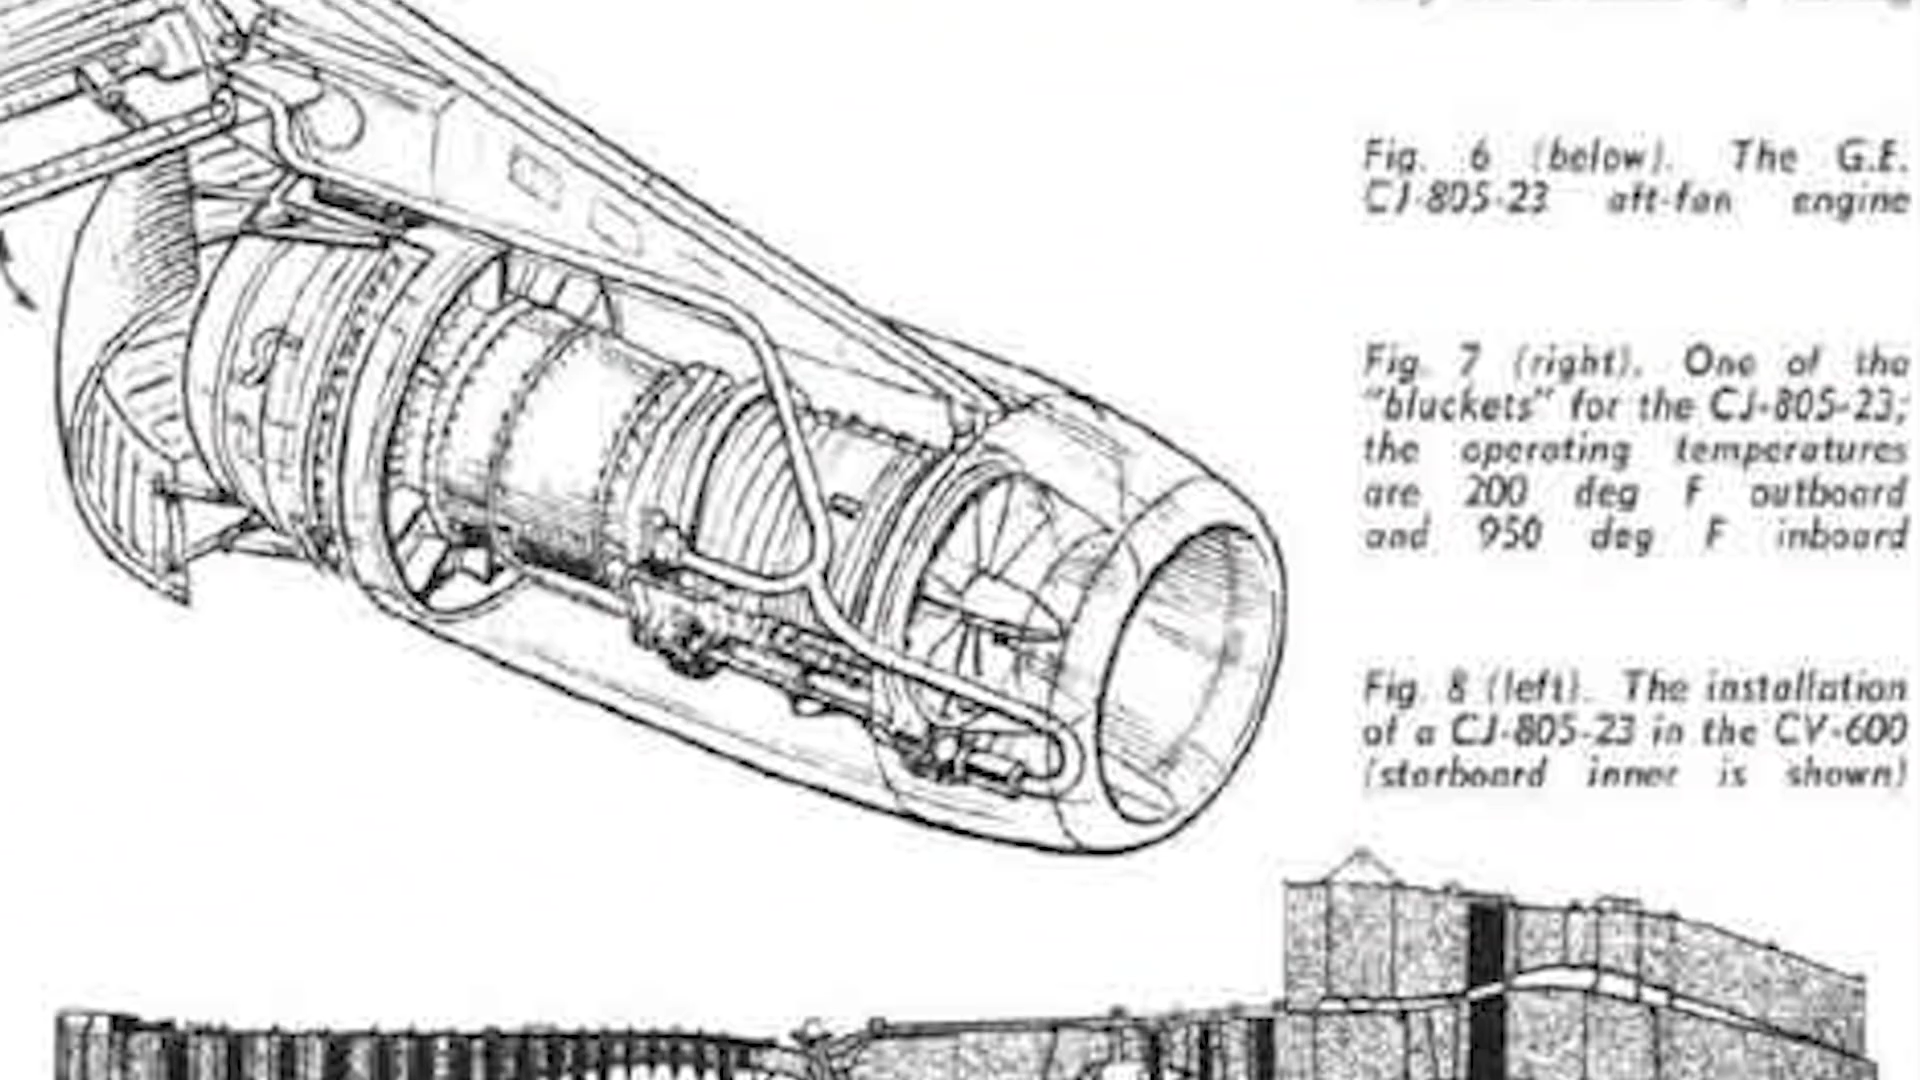 Fig. 6 (below). The G.E.
CJ-805-23 aft-fan engine
Fig. 7 (right). One of the
"bluckets" for the CJ-805-23;
the operating temperatures
are 200 deg F outboard
and 950 deg F inboard
Fig. 8 (left). The installation
of a CJ-805-23 in the CV-600
(starboard inner is shown)